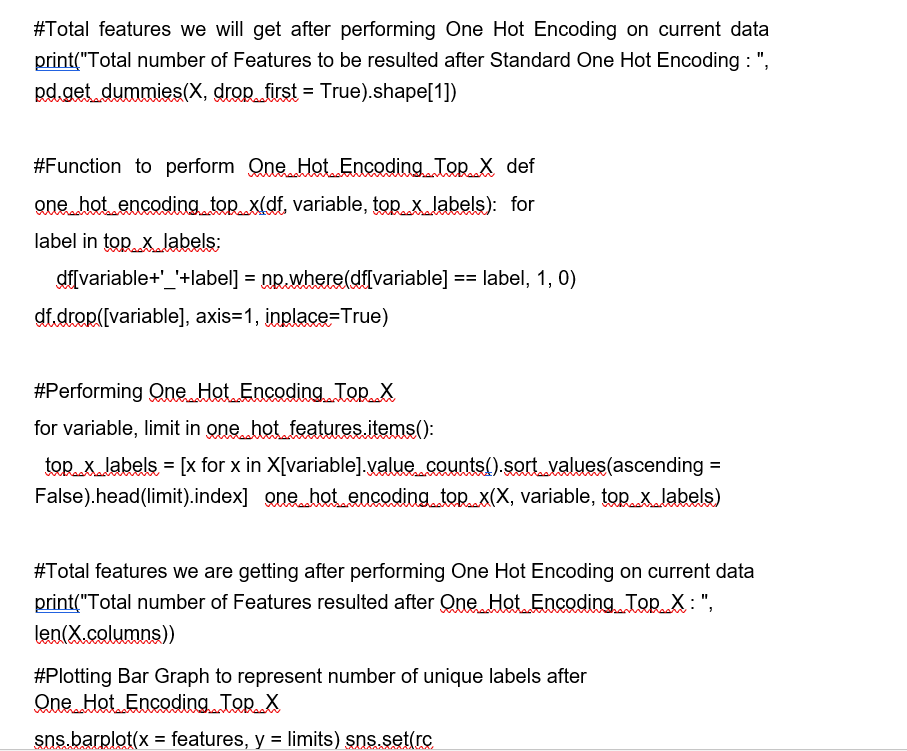 #Total features we will get after performing One Hot Encoding on current data
print("Total number of Features to be resulted after Standard One Hot Encoding : ",
pd.get_dummies(X, drop_first = True).shape[1])
#Function to perform One_Hot_Encoding_Top_X def
one_hot_encoding_top_x(df, variable, top_x_labels): for
label in top_x_labels:
df[variable+'_'+label] = np.where(df[variable] == label, 1, 0)
df.drop([variable], axis=1, inplace=True)
#Performing One_Hot_Encoding_Top_X
for variable, limit in one_hot_features.items():
top_x_labels = [x for x in X[variable].value_counts().sort_values(ascending =
False).head(limit).index] one_hot_encoding_top_x(X, variable, top_x_labels)
#Total features we are getting after performing One Hot Encoding on current data
print("Total number of Features resulted after One_Hot_Encoding_Top_X : ",
len(X.columns))
#Plotting Bar Graph to represent number of unique labels after
One_Hot_Encoding_Top_X
sns.barplot(x = features, y = limits) sns.set(rc